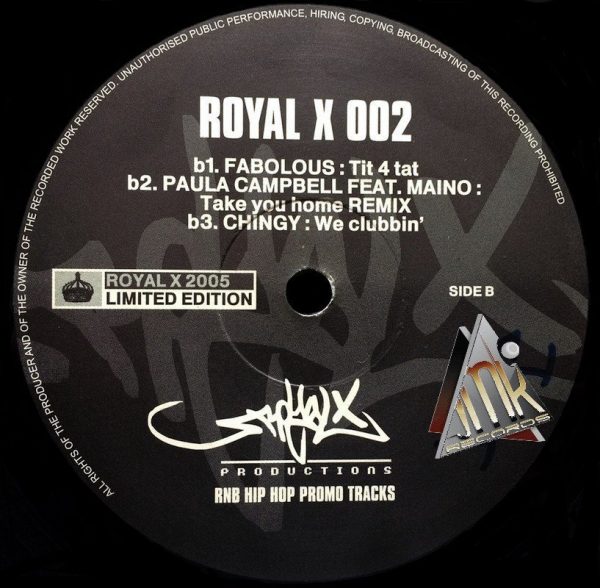 ALL RIGHTS OF THE PRODUCER AND OF THE OWNER OF THE RECORDED WORK RESERVED. UNAUTHORISED PUBLIC PERFORMANCE, HIRING, COPYING, BROADCASTING OF THIS RECORDING PROHIBITED
ROYAL X 002
b1. FABOLOUS : Tit 4 tat
b2. PAULA CAMPBELL FEAT. MAINO :
Take you home REMIX
b3. CHINGY : We clubbin'
ROYAL X 2005
LIMITED EDITION
SIDE B
JMK
RECORDS
ROYAL X
PRODUCTIONS
RNB HIP HOP PROMO TRACKS